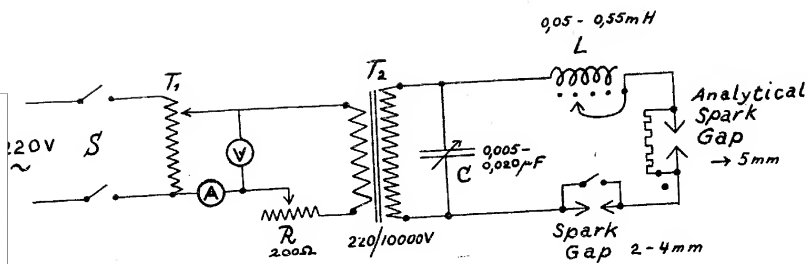 0,05 - 0,55mH
L
T1
T2
Analytical
Spark
Gap
→ 5mm
220V
~
S
V
A
0,005 -
0,020µF
C
R
200Ω
220/10000V
Spark
Gap 2-4mm